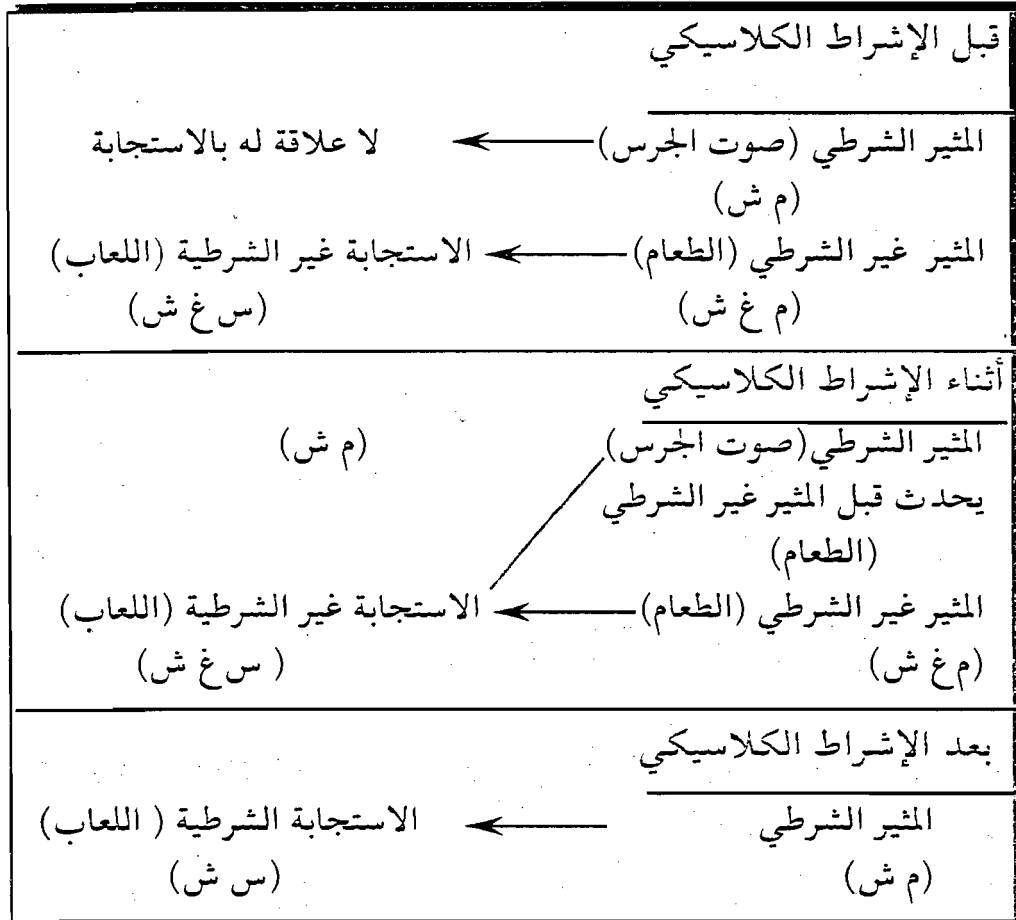 قبل الإشراط الكلاسيكي
المثير الشرطي (صوت الجرس) لا علاقة له بالاستجابة
(م ش)
المثير غير الشرطي (الطعام) الاستجابة غير الشرطية (اللعاب)
(م غ ش) (س غ ش)
أثناء الإشراط الكلاسيكي
المثير الشرطي (صوت الجرس) (م ش)
يحدث قبل المثير غير الشرطي
(الطعام)
المثير غير الشرطي (الطعام) الاستجابة غير الشرطية (اللعاب)
(م غ ش) ( س غ ش)
بعد الإشراط الكلاسيكي
المثير الشرطي الاستجابة الشرطية ( اللعاب)
(م ش) (س ش)